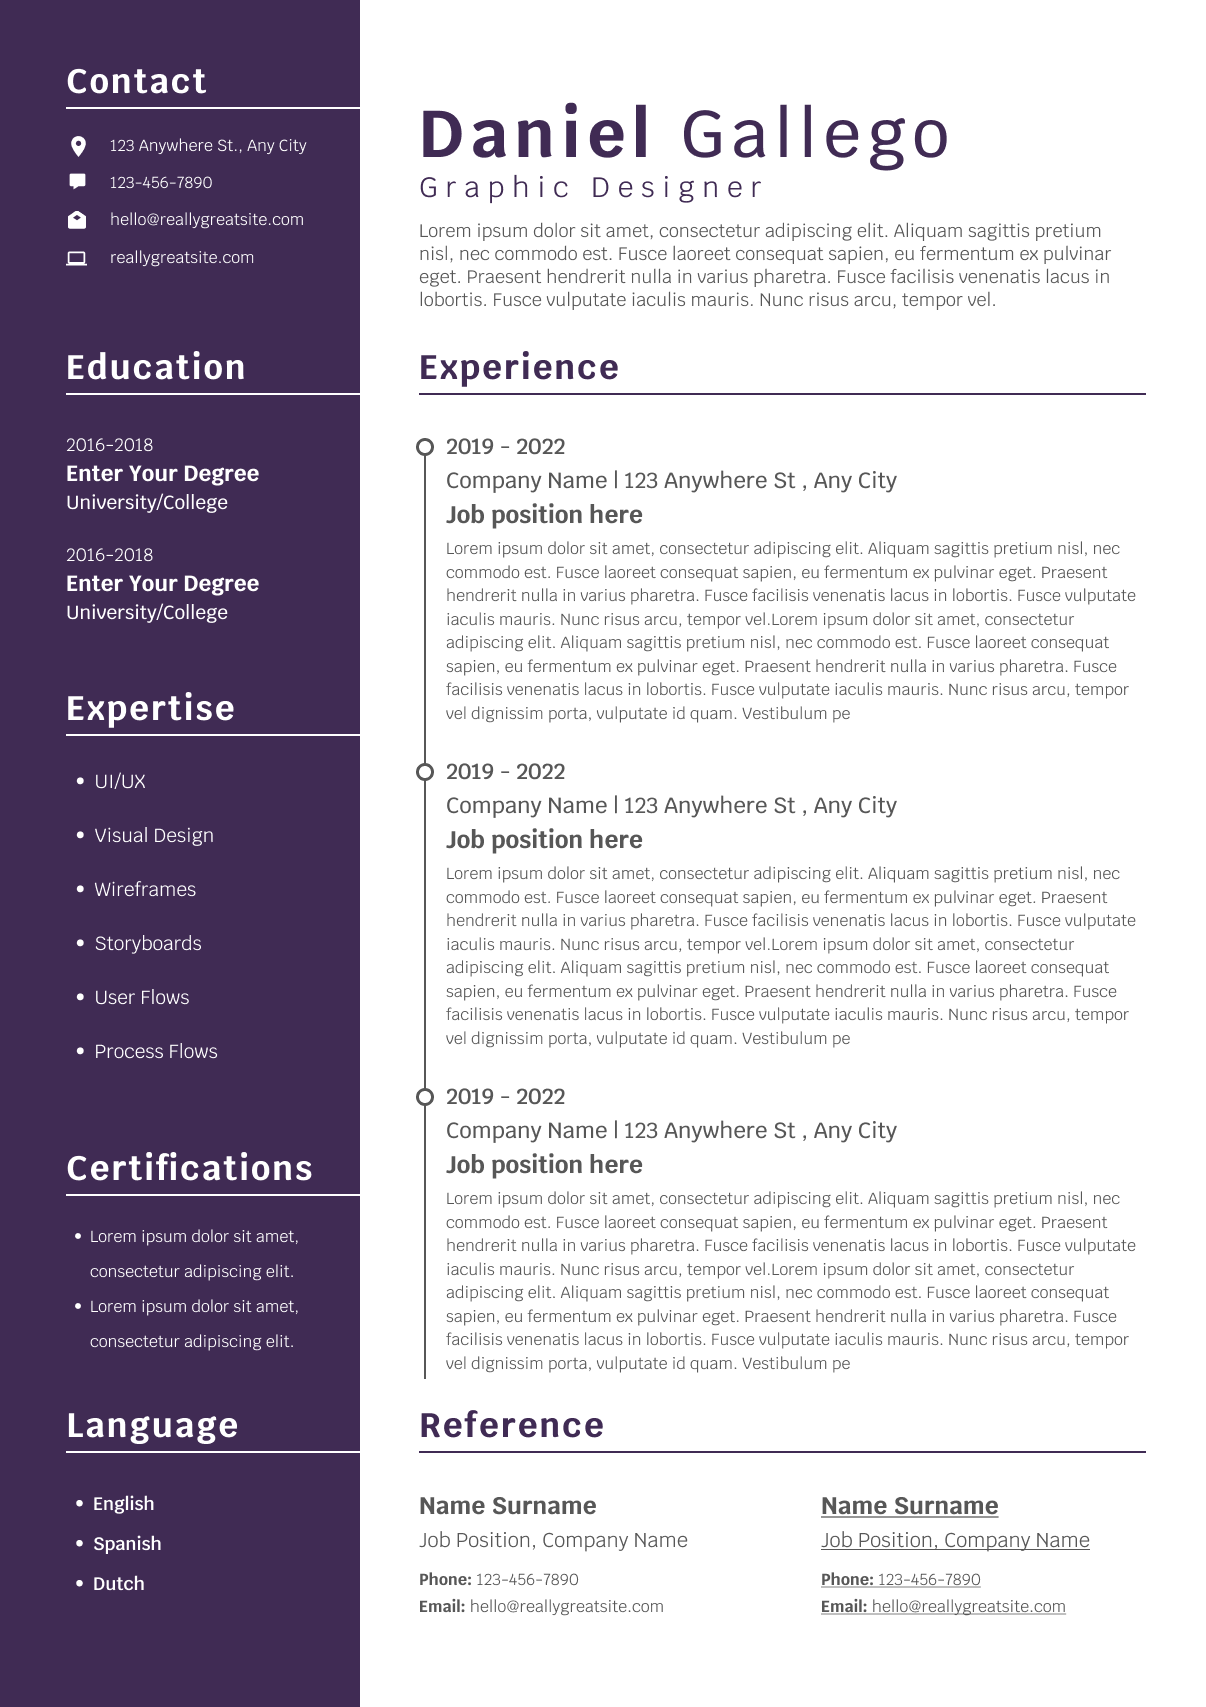 Contact
123 Anywhere St., Any City
123-456-7890
hello@reallygreatsite.com
reallygreatsite.com
Education
2016-2018
Enter Your Degree
University/College
2016-2018
Enter Your Degree
University/College
Expertise
• UI/UX
• Visual Design
• Wireframes
• Storyboards
• User Flows
• Process Flows
Certifications
• Lorem ipsum dolor sit amet,
consectetur adipiscing elit.
• Lorem ipsum dolor sit amet,
consectetur adipiscing elit.
Language
• English
• Spanish
• Dutch
Daniel Gallego
Graphic Designer
Lorem ipsum dolor sit amet, consectetur adipiscing elit. Aliquam sagittis pretium
nisl, nec commodo est. Fusce laoreet consequat sapien, eu fermentum ex pulvinar
eget. Praesent hendrerit nulla in varius pharetra. Fusce facilisis venenatis lacus in
lobortis. Fusce vulputate iaculis mauris. Nunc risus arcu, tempor vel.
Experience
2019 - 2022
Company Name | 123 Anywhere St , Any City
Job position here
Lorem ipsum dolor sit amet, consectetur adipiscing elit. Aliquam sagittis pretium nisl, nec
commodo est. Fusce laoreet consequat sapien, eu fermentum ex pulvinar eget. Praesent
hendrerit nulla in varius pharetra. Fusce facilisis venenatis lacus in lobortis. Fusce vulputate
iaculis mauris. Nunc risus arcu, tempor vel.Lorem ipsum dolor sit amet, consectetur
adipiscing elit. Aliquam sagittis pretium nisl, nec commodo est. Fusce laoreet consequat
sapien, eu fermentum ex pulvinar eget. Praesent hendrerit nulla in varius pharetra. Fusce
facilisis venenatis lacus in lobortis. Fusce vulputate iaculis mauris. Nunc risus arcu, tempor
vel dignissim porta, vulputate id quam. Vestibulum pe
2019 - 2022
Company Name | 123 Anywhere St , Any City
Job position here
Lorem ipsum dolor sit amet, consectetur adipiscing elit. Aliquam sagittis pretium nisl, nec
commodo est. Fusce laoreet consequat sapien, eu fermentum ex pulvinar eget. Praesent
hendrerit nulla in varius pharetra. Fusce facilisis venenatis lacus in lobortis. Fusce vulputate
iaculis mauris. Nunc risus arcu, tempor vel.Lorem ipsum dolor sit amet, consectetur
adipiscing elit. Aliquam sagittis pretium nisl, nec commodo est. Fusce laoreet consequat
sapien, eu fermentum ex pulvinar eget. Praesent hendrerit nulla in varius pharetra. Fusce
facilisis venenatis lacus in lobortis. Fusce vulputate iaculis mauris. Nunc risus arcu, tempor
vel dignissim porta, vulputate id quam. Vestibulum pe
2019 - 2022
Company Name | 123 Anywhere St , Any City
Job position here
Lorem ipsum dolor sit amet, consectetur adipiscing elit. Aliquam sagittis pretium nisl, nec
commodo est. Fusce laoreet consequat sapien, eu fermentum ex pulvinar eget. Praesent
hendrerit nulla in varius pharetra. Fusce facilisis venenatis lacus in lobortis. Fusce vulputate
iaculis mauris. Nunc risus arcu, tempor vel.Lorem ipsum dolor sit amet, consectetur
adipiscing elit. Aliquam sagittis pretium nisl, nec commodo est. Fusce laoreet consequat
sapien, eu fermentum ex pulvinar eget. Praesent hendrerit nulla in varius pharetra. Fusce
facilisis venenatis lacus in lobortis. Fusce vulputate iaculis mauris. Nunc risus arcu, tempor
vel dignissim porta, vulputate id quam. Vestibulum pe
Reference
Name Surname
Job Position, Company Name
Phone: 123-456-7890
Email: hello@reallygreatsite.com
Name Surname
Job Position, Company Name
Phone: 123-456-7890
Email: hello@reallygreatsite.com